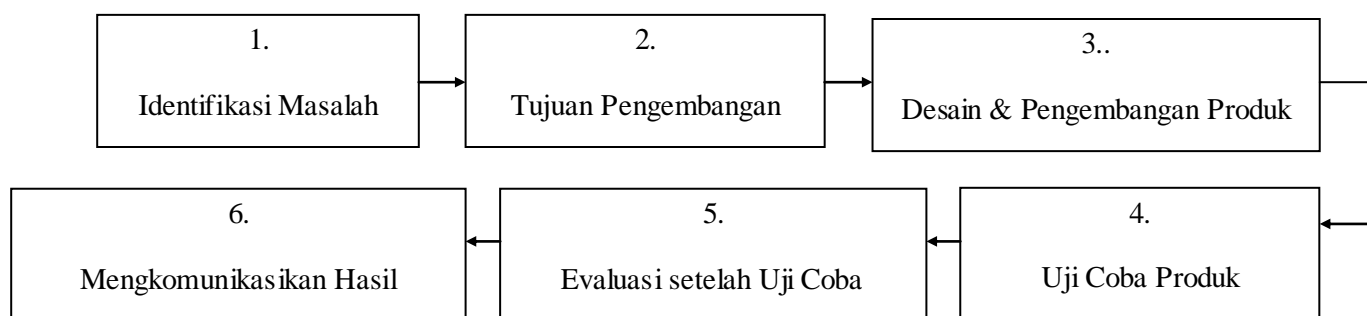 1.
Identifikasi Masalah
2.
Tujuan Pengembangan
3..
Desain & Pengembangan Produk
4.
Uji Coba Produk
5.
Evaluasi setelah Uji Coba
6.
Mengkomunikasikan Hasil